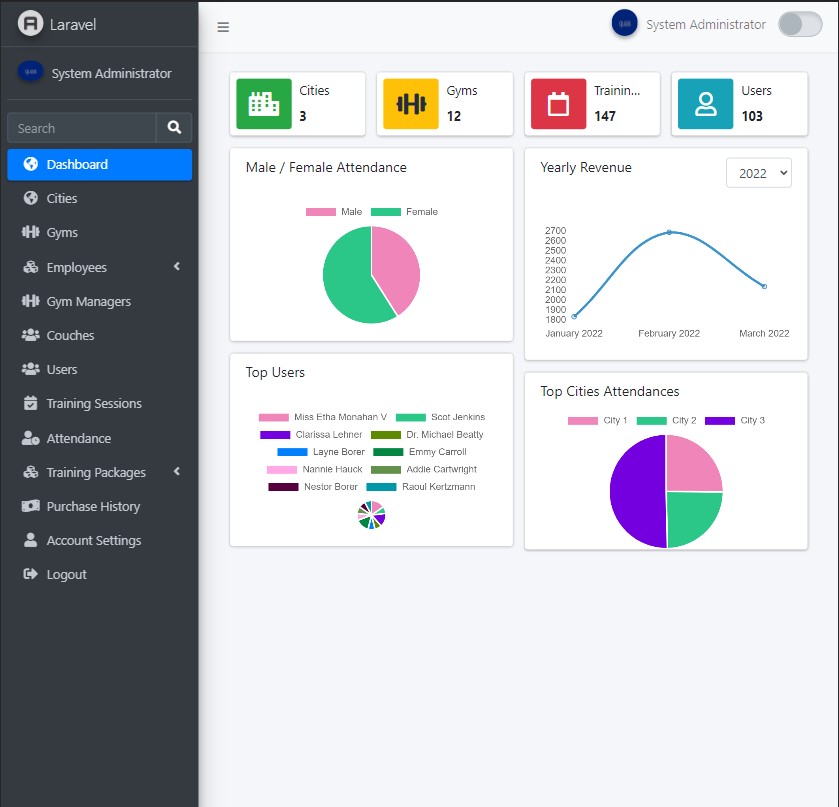 Laravel
System Administrator
Search
Dashboard
Cities
Gyms
Employees
Gym Managers
Couches
Users
Training Sessions
Attendance
Training Packages
Purchase History
Account Settings
Logout
System Administrator
Cities
3
Gyms
12
Trainin...
147
Users
103
Male / Female Attendance
Male Female
Yearly Revenue
2022
2700
2600
2500
2400
2300
2200
2100
2000
1900
1800
January 2022 February 2022 March 2022
Top Users
Miss Etha Monahan V Scot Jenkins
Clarissa Lehner Dr. Michael Beatty
Layne Borer Emmy Carroll
Nannie Hauck Addie Cartwright
Nestor Borer Raoul Kertzmann
Top Cities Attendances
City 1 City 2 City 3